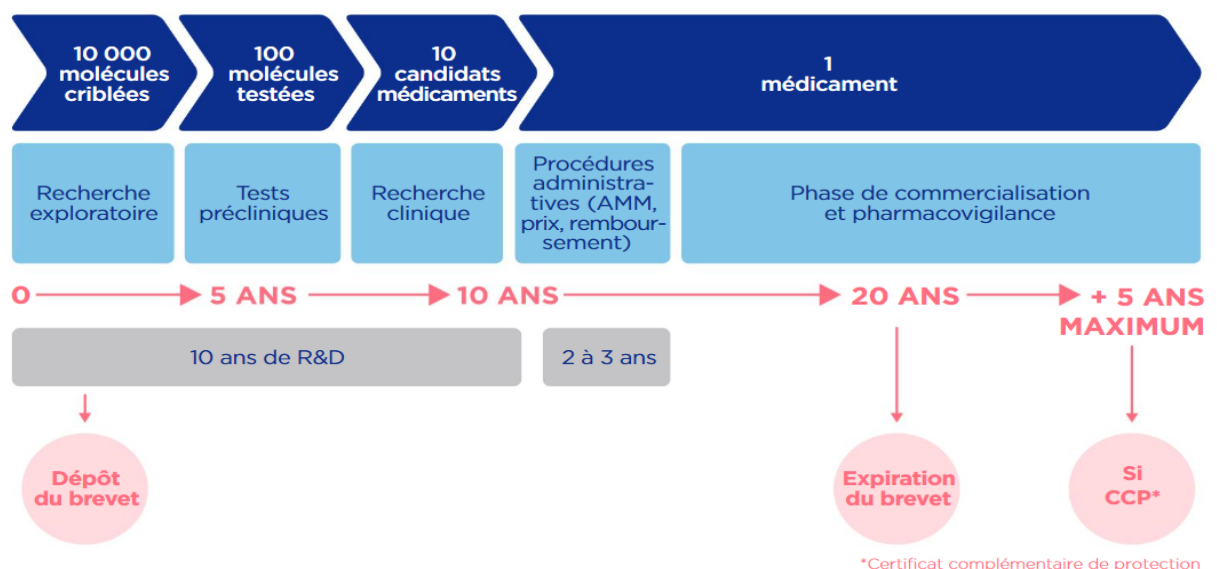 10 000
molécules
criblées
100
molécules
testées
10
candidats
médicaments
1
médicament
Recherche
exploratoire
Tests
précliniques
Recherche
clinique
Procédures
administra-
tives (AMM,
prix, rembour-
sement)
Phase de commercialisation
et pharmacovigilance
0
5 ANS
10 ANS
20 ANS
+ 5 ANS
MAXIMUM
10 ans de R&D
2 à 3 ans
Dépôt
du brevet
Expiration
du brevet
Si
CCP*
*Certificat complémentaire de protection